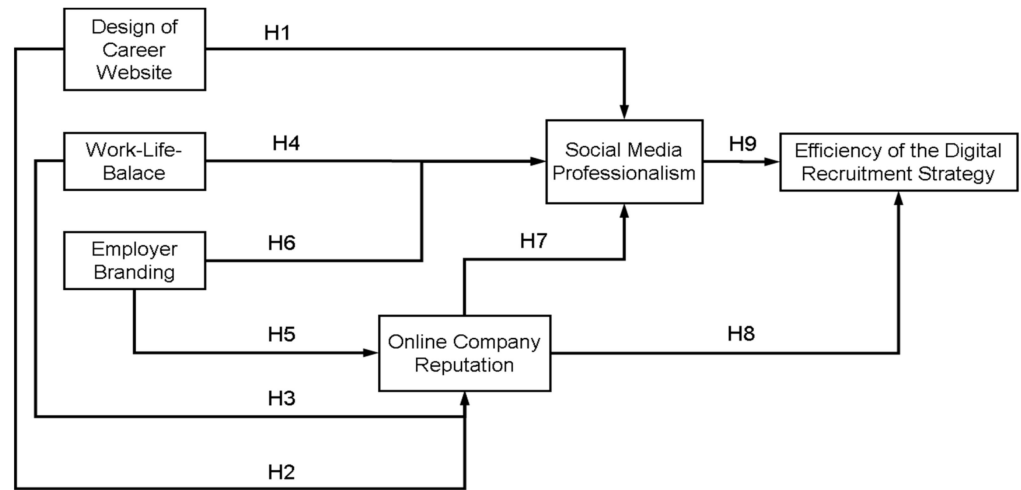 Design of
Career
Website
H1
Work-Life-
Balace
H4
Social Media
Professionalism
H9
Efficiency of the Digital
Recruitment Strategy
Employer
Branding
H6
H7
H5
Online Company
Reputation
H8
H3
H2